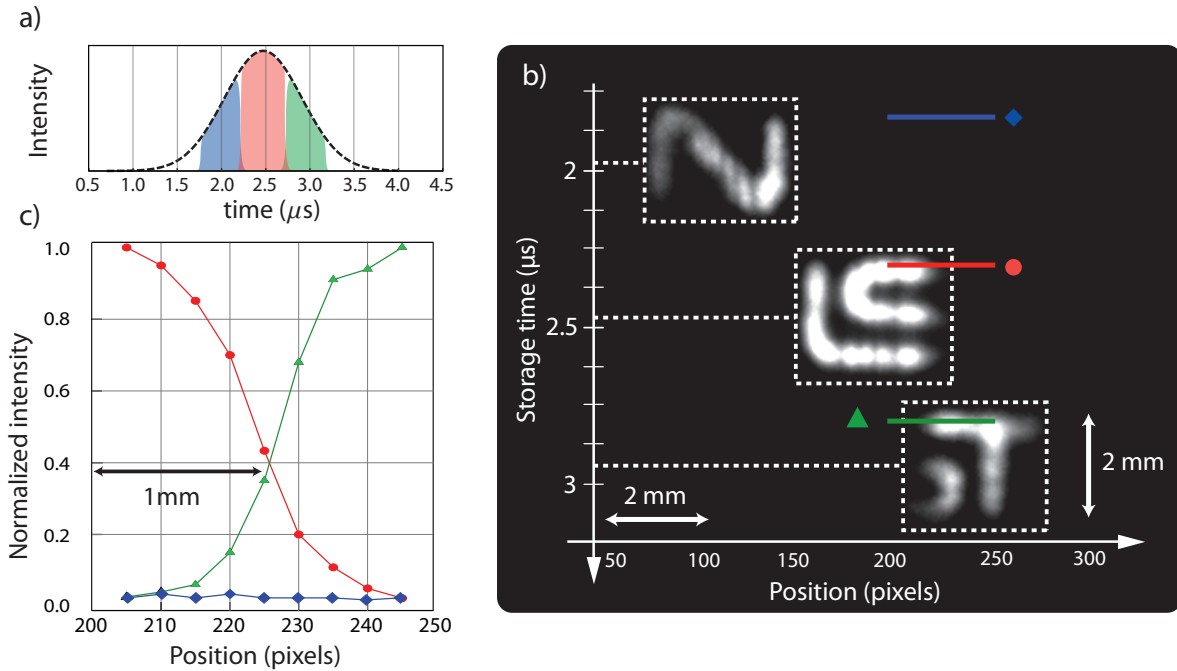 a)
Intensity
0.5 1.0 1.5 2.0 2.5 3.0 3.5 4.0 4.5
time (μs)
b)
Storage time (μs)
2
2.5
3
N
2 mm
2 mm
50 100 150 200 250 300
Position (pixels)
c)
Normalized intensity
1.0
0.8
0.6
0.4
0.2
0.0
1mm
200 210 220 230 240 250
Position (pixels)